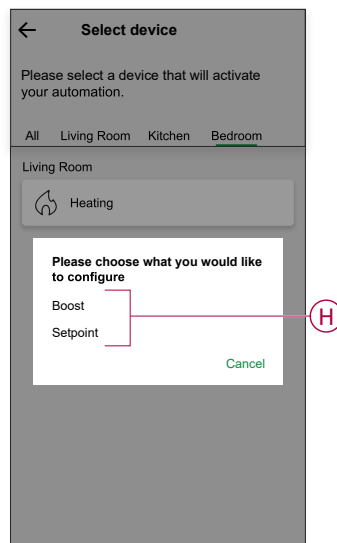 Select device
Please select a device that will activate
your automation.
All Living Room Kitchen Bedroom
Living Room
Heating
Please choose what you would like
to configure
Boost
Setpoint
H
Cancel